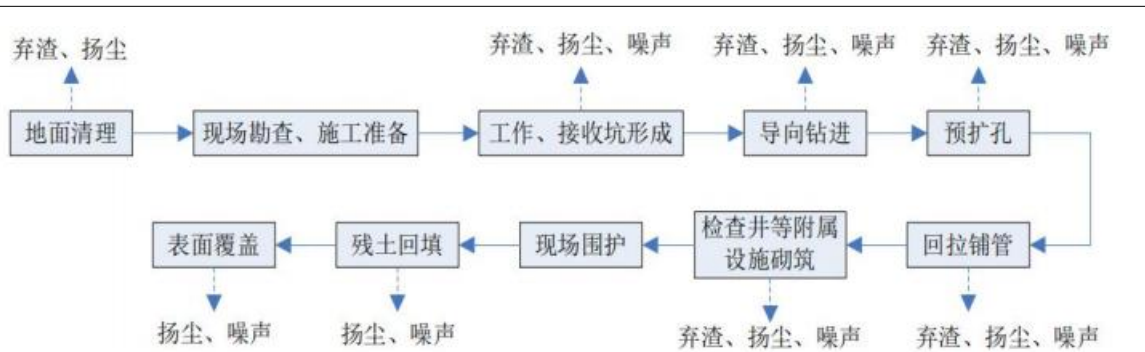 弃渣、扬尘
弃渣、扬尘、噪声
弃渣、扬尘、噪声
弃渣、扬尘、噪声
地面清理
现场勘查、施工准备
工作、接收坑形成
导向钻进
预扩孔
表面覆盖
残土回填
现场围护
检查井等附属
设施砌筑
回拉铺管
扬尘、噪声
扬尘、噪声
弃渣、扬尘、噪声
弃渣、扬尘、噪声